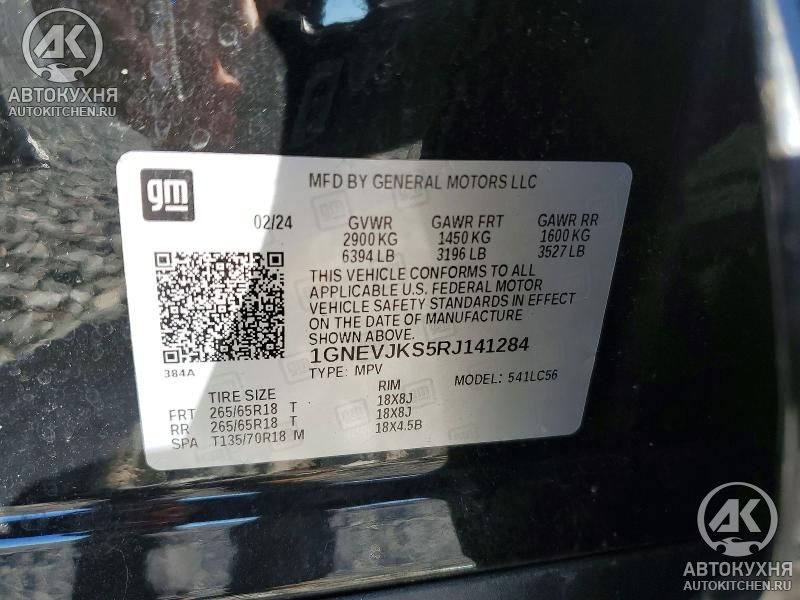 АК
АВТОКУХНЯ
AUTOKITCHEN.RU
gm
MFD BY GENERAL MOTORS LLC
02/24 GVWR GAWR FRT GAWR RR
2900 KG 1450 KG 1600 KG
6394 LB 3196 LB 3527 LB
THIS VEHICLE CONFORMS TO ALL
APPLICABLE U.S. FEDERAL MOTOR
VEHICLE SAFETY STANDARDS IN EFFECT
ON THE DATE OF MANUFACTURE
SHOWN ABOVE.
1GNEVJKS5RJ141284
384A
TYPE: MPV MODEL: 541LC56
TIRE SIZE RIM
FRT 265/65R18 T 18X8J
RR 265/65R18 T 18X8J
SPA T135/70R18 M 18X4.5B
АК
АВТОКУХНЯ
AUTOKITCHEN.RU